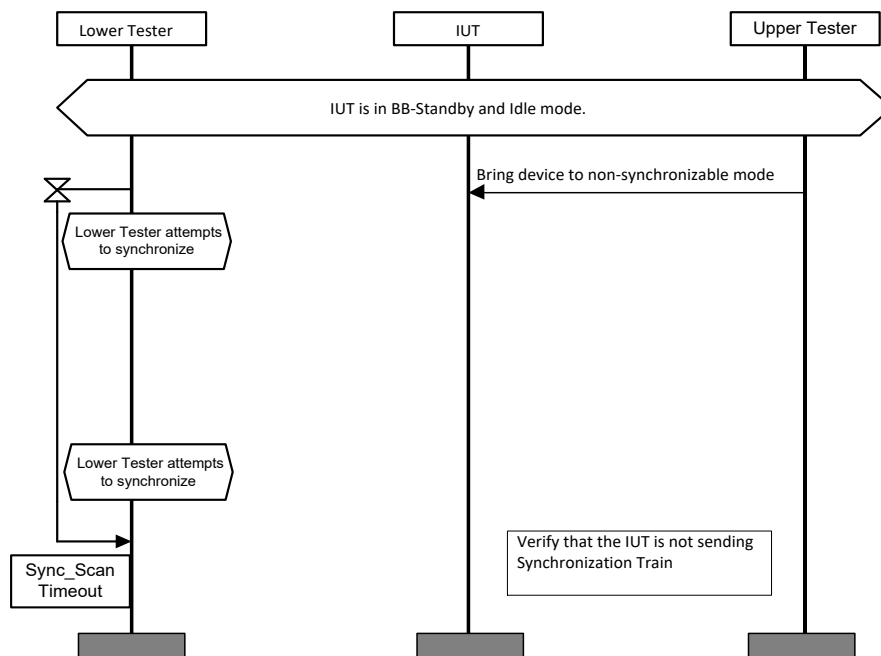 Lower Tester
IUT
Upper Tester
IUT is in BB-Standby and Idle mode.
Bring device to non-synchronizable mode
Lower Tester attempts
to synchronize
Lower Tester attempts
to synchronize
Verify that the IUT is not sending
Synchronization Train
Sync_Scan
Timeout